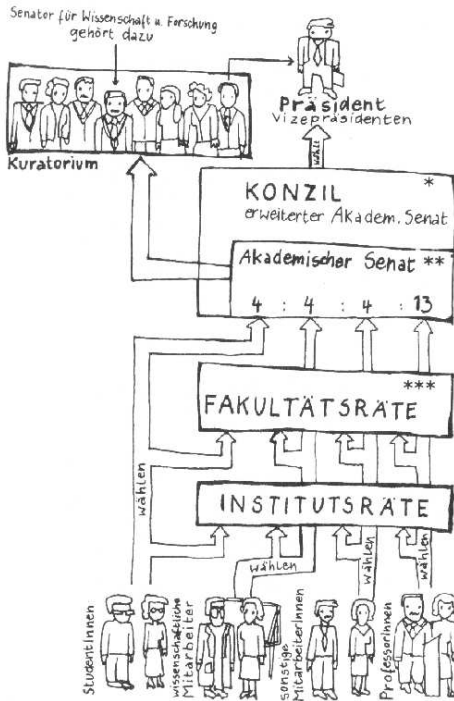 Senator für Wissenschaft u. Forschung
gehört dazu
Präsident
Vizepräsidenten
Kuratorium
wählt
KONZIL *
erweiterter Akadem. Senat
Akademischer Senat **
4 : 4 : 4 : 13
***
FAKULTÄTSRÄTE
wählen
INSTITUTSRÄTE
wählen
wählen
wählen
StudentInnen
wissenschaftliche
Mitarbeiter
sonstige
MitarbeiterInnen
ProfessorInnen